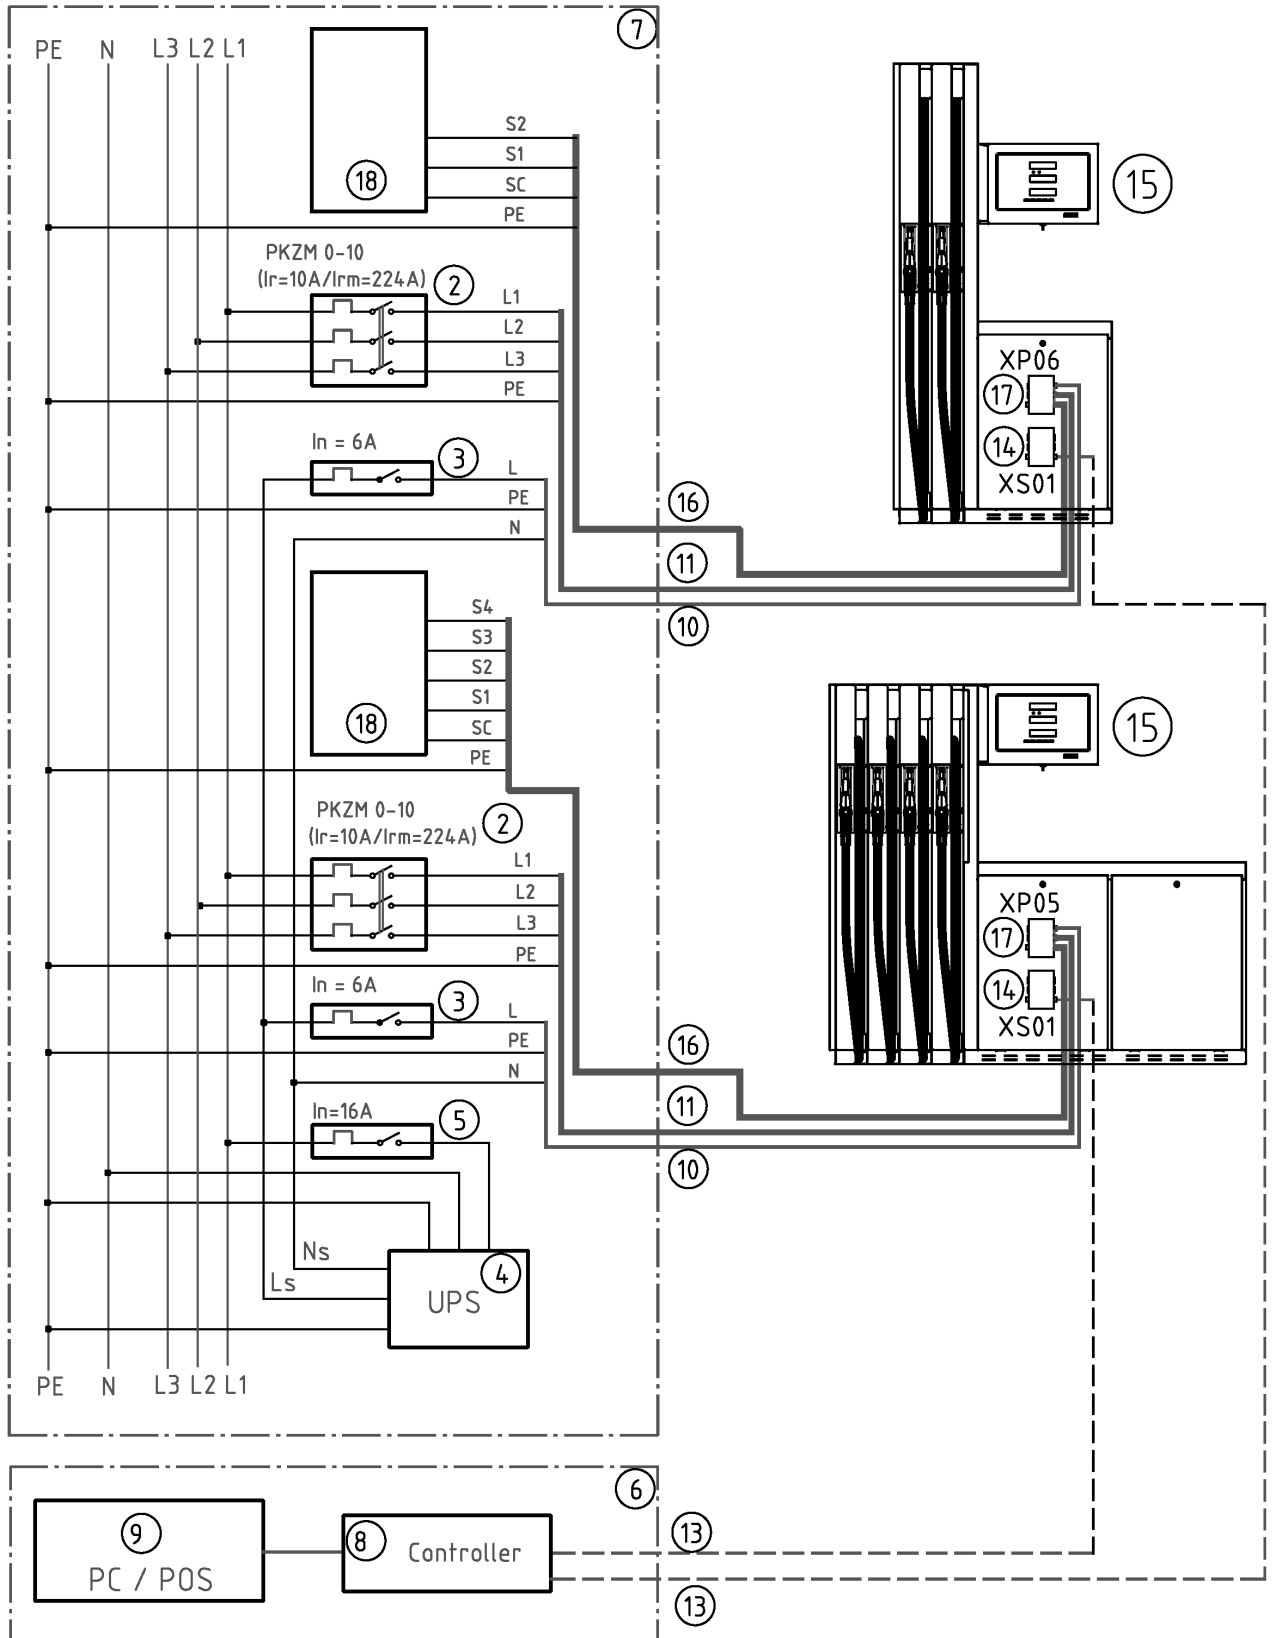 7
PE N L3 L2 L1
S2
S1
18
SC
PE
15
PKZM 0-10
(Ir=10A/Irm=224A)
2
L1
L2
L3
PE
XP06
17
14
XS01
In = 6A
3
L
PE
N
16
11
10
S4
S3
S2
S1
18
SC
PE
15
PKZM 0-10
(Ir=10A/Irm=224A)
2
L1
L2
L3
PE
XP05
17
14
XS01
In = 6A
3
L
PE
N
16
11
10
In=16A
5
Ns
Ls
4
UPS
PE N L3 L2 L1
6
9
PC / POS
8 Controller
13
13